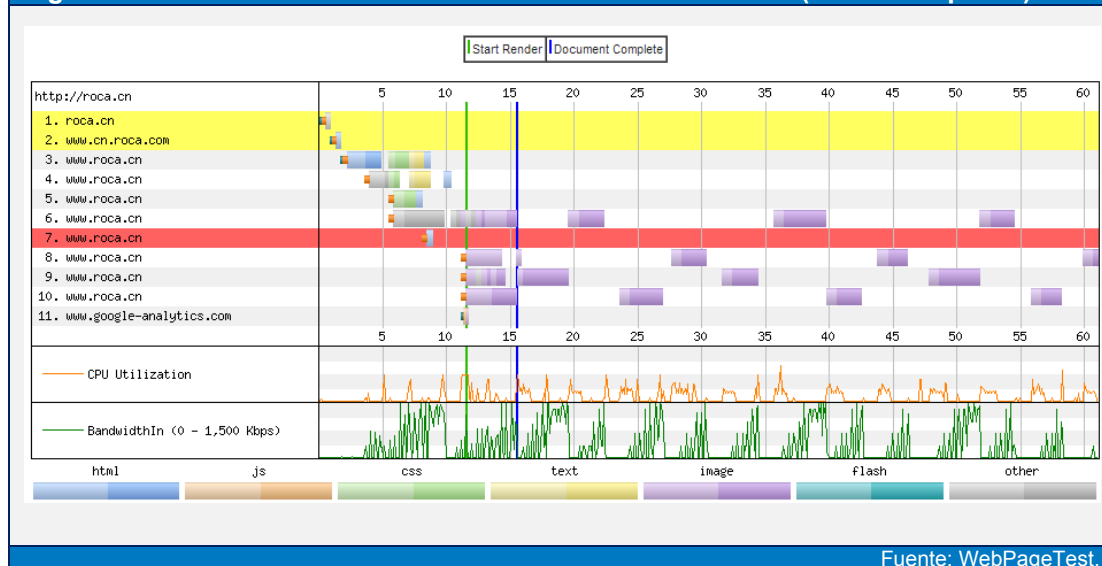 Start Render Document Complete
http://roca.cn 5 10 15 20 25 30 35 40 45 50 55 60
1. roca.cn
2. www.cn.roca.com
3. www.roca.cn
4. www.roca.cn
5. www.roca.cn
6. www.roca.cn
7. www.roca.cn
8. www.roca.cn
9. www.roca.cn
10. www.roca.cn
11. www.google-analytics.com
5 10 15 20 25 30 35 40 45 50 55 60
CPU Utilization
BandwidthIn (0 - 1,500 Kbps)
html js css text image flash other
Fuente: WebPageTest.